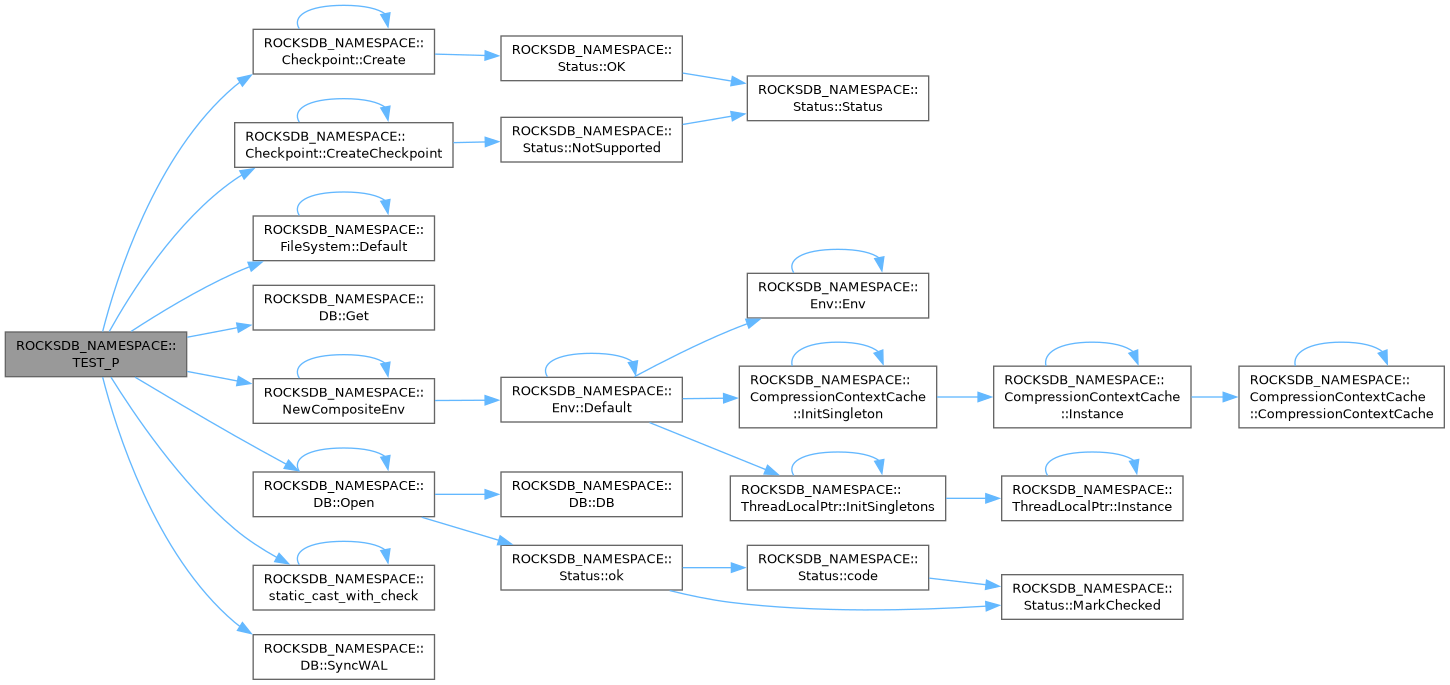 ROCKSDB_NAMESPACE::
TEST_P
ROCKSDB_NAMESPACE::
Checkpoint::Create
ROCKSDB_NAMESPACE::
Status::OK
ROCKSDB_NAMESPACE::
Status::Status
ROCKSDB_NAMESPACE::
Checkpoint::CreateCheckpoint
ROCKSDB_NAMESPACE::
Status::NotSupported
ROCKSDB_NAMESPACE::
FileSystem::Default
ROCKSDB_NAMESPACE::
DB::Get
ROCKSDB_NAMESPACE::
NewCompositeEnv
ROCKSDB_NAMESPACE::
Env::Default
ROCKSDB_NAMESPACE::
Env::Env
ROCKSDB_NAMESPACE::
CompressionContextCache
::InitSingleton
ROCKSDB_NAMESPACE::
CompressionContextCache
::Instance
ROCKSDB_NAMESPACE::
CompressionContextCache
::CompressionContextCache
ROCKSDB_NAMESPACE::
ThreadLocalPtr::InitSingletons
ROCKSDB_NAMESPACE::
ThreadLocalPtr::Instance
ROCKSDB_NAMESPACE::
DB::Open
ROCKSDB_NAMESPACE::
DB::DB
ROCKSDB_NAMESPACE::
Status::ok
ROCKSDB_NAMESPACE::
Status::code
ROCKSDB_NAMESPACE::
Status::MarkChecked
ROCKSDB_NAMESPACE::
static_cast_with_check
ROCKSDB_NAMESPACE::
DB::SyncWAL